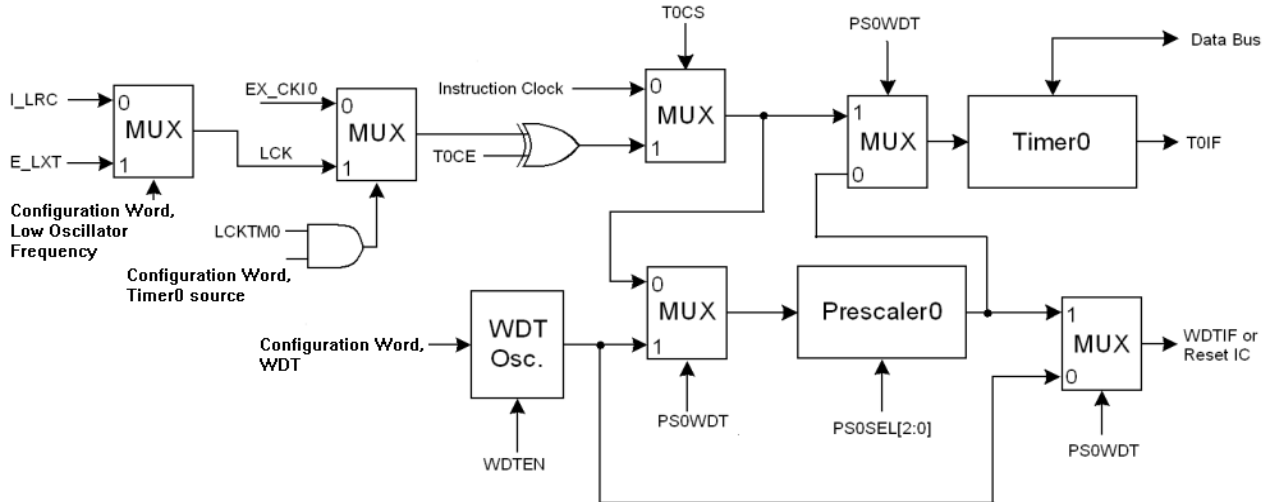 T0CS
PS0WDT
Data Bus
I_LRC
0
MUX
1
E_LXT
EX_CKI0
0
MUX
1
LCK
T0CE
Instruction Clock
0
MUX
1
1
MUX
0
Timer0
T0IF
Configuration Word,
Low Oscillator
Frequency
LCKTM0
Configuration Word,
Timer0 source
Configuration Word,
WDT
WDT
Osc.
WDTEN
0
MUX
1
PS0WDT
Prescaler0
PS0SEL[2:0]
1
MUX
0
PS0WDT
WDTIF or
Reset IC